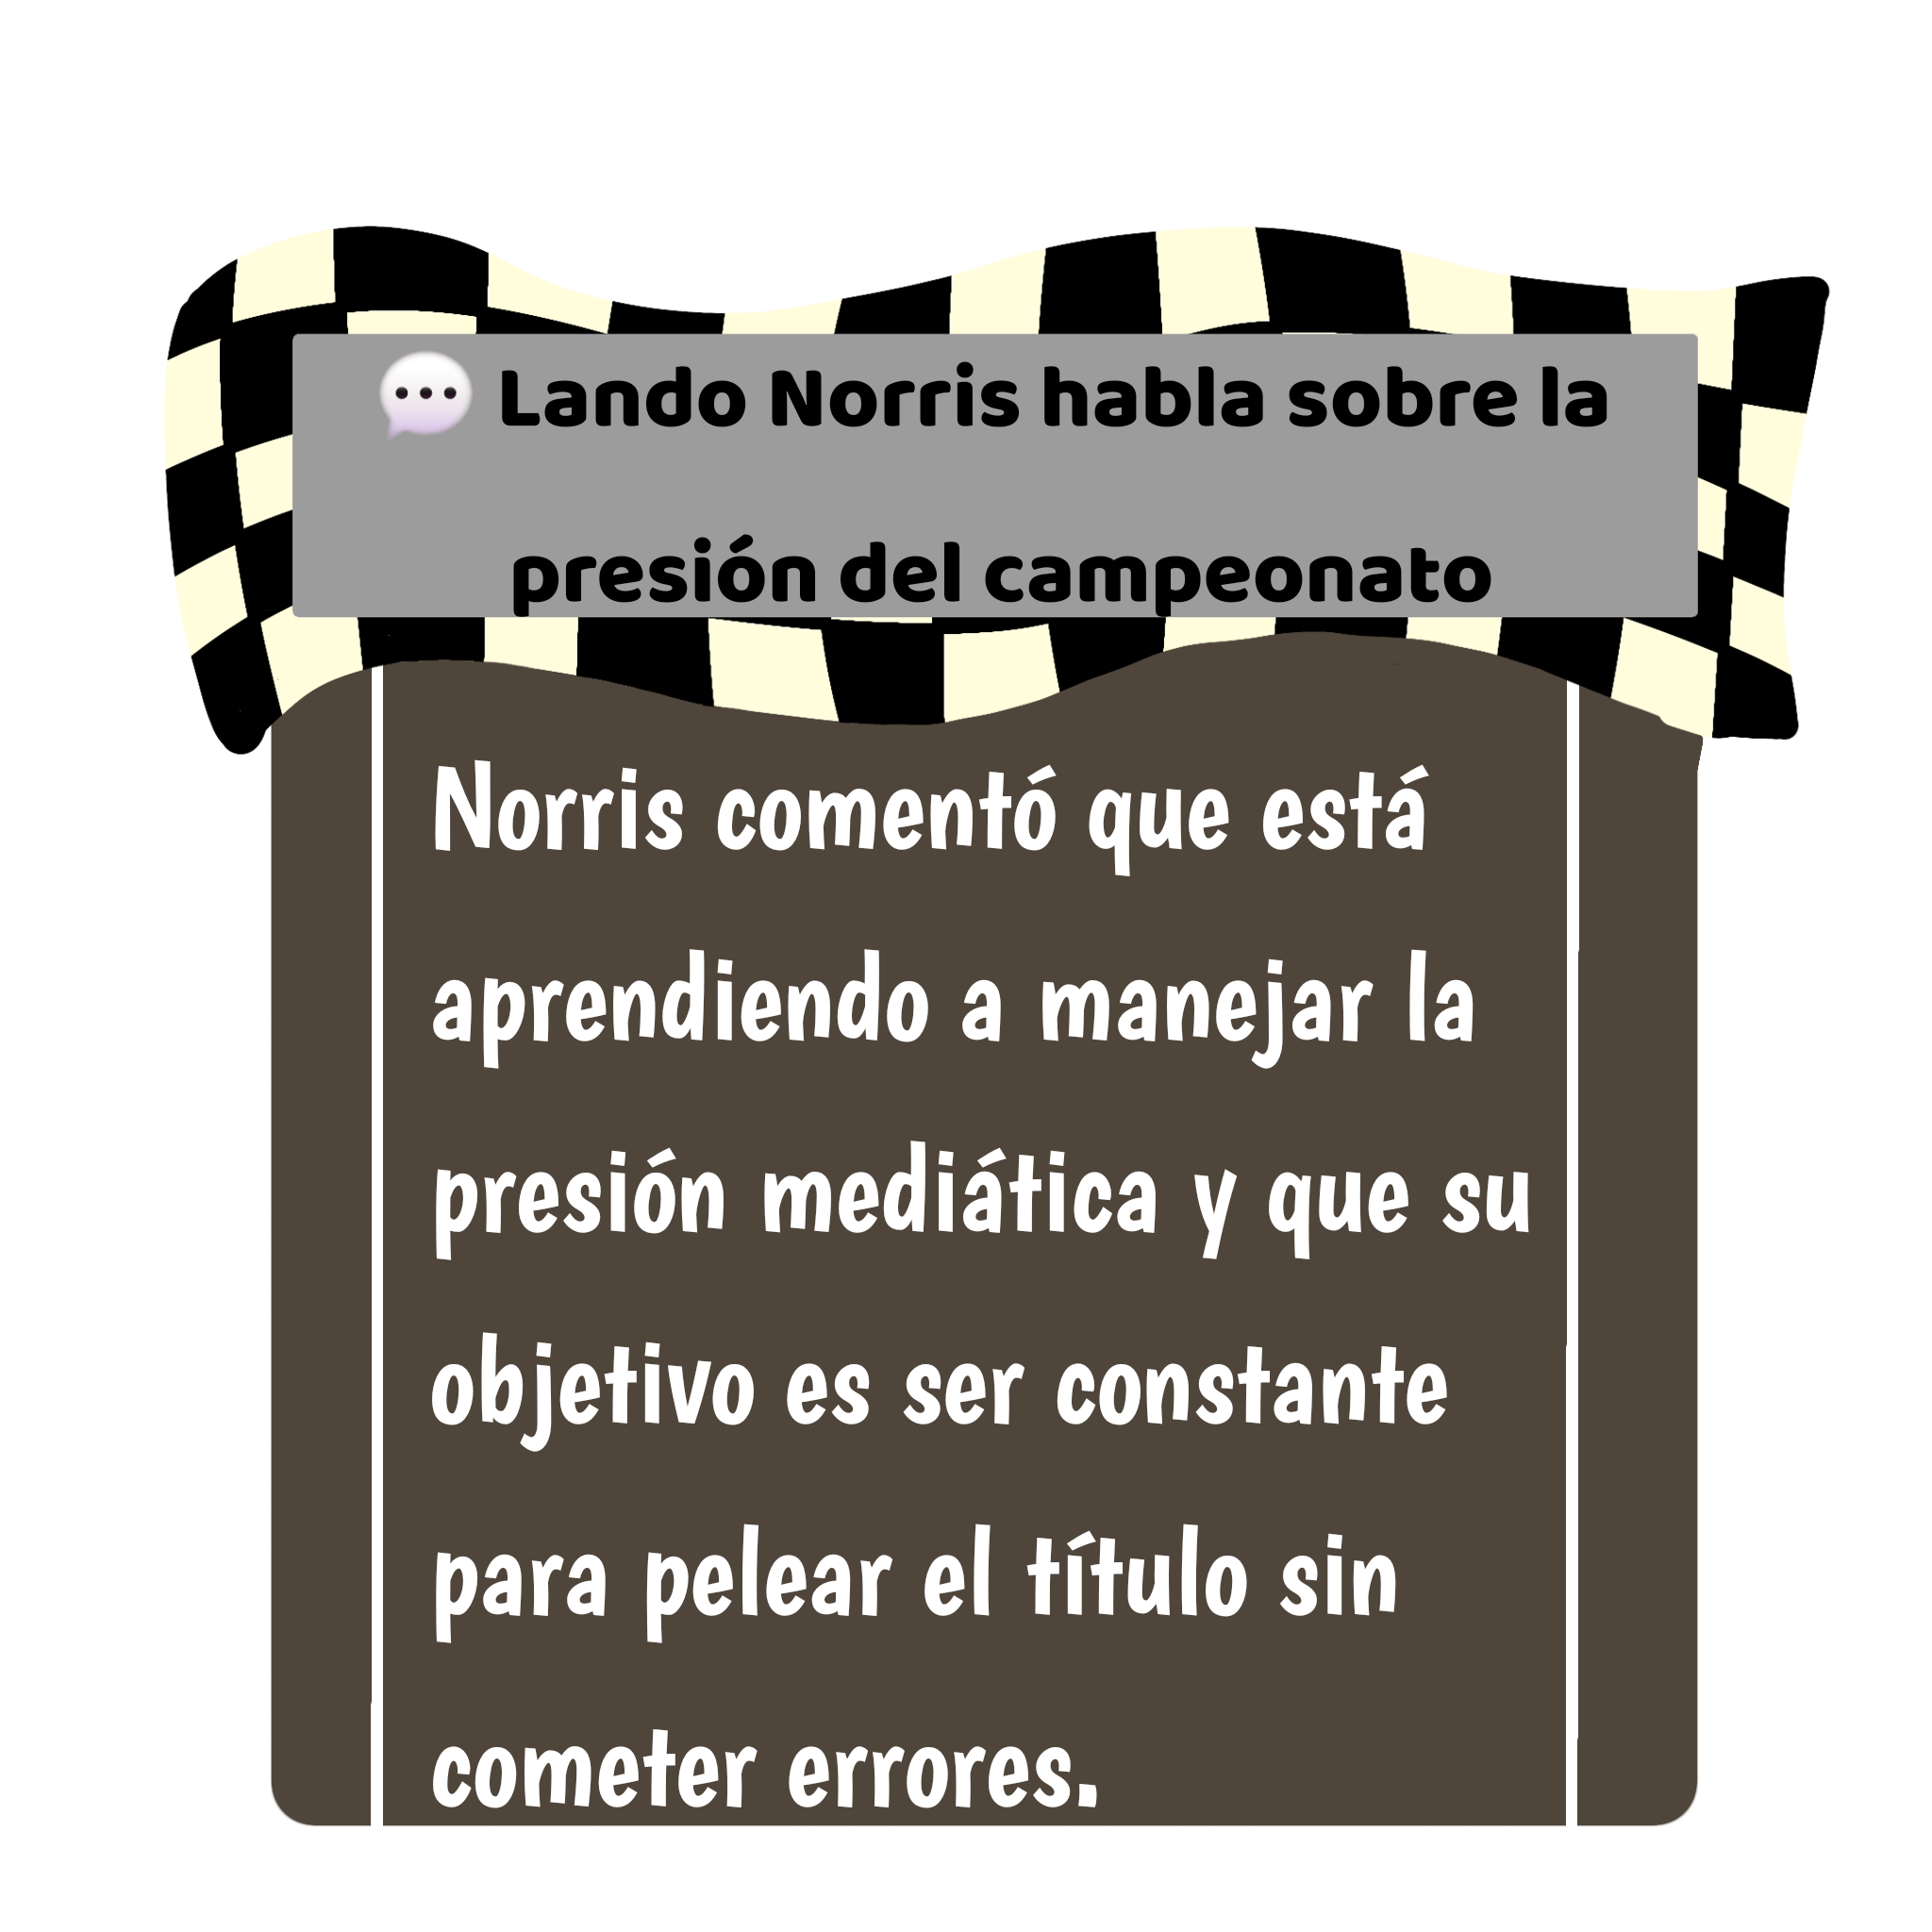 💬 Lando Norris habla sobre la
presión del campeonato
Norris comentó que está
aprendiendo a manejar la
presión mediática y que su
objetivo es ser constante
para pelear el título sin
cometer errores.